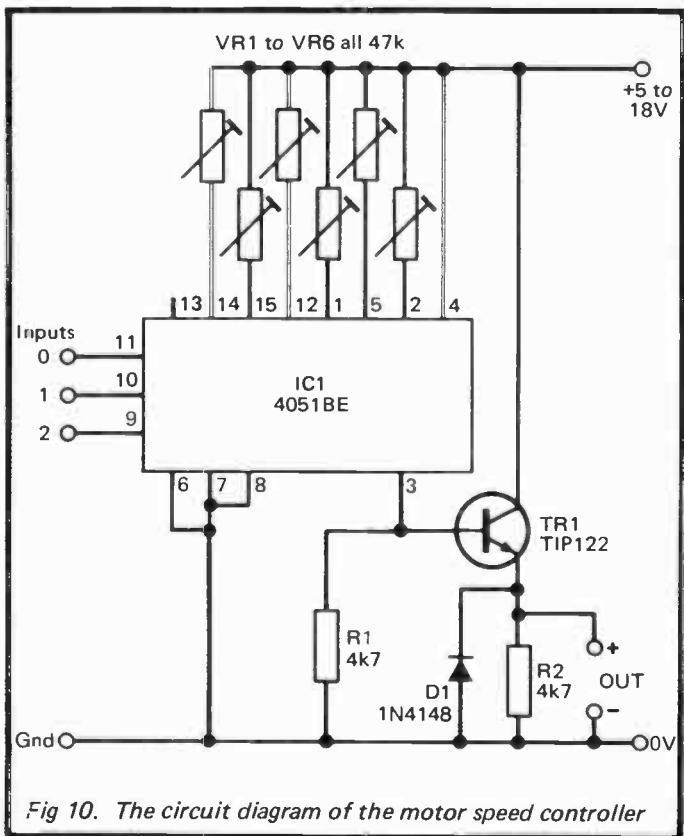 VR1 to VR6 all 47k
+5 to
18V
13 14 15 12 1 5 2 4
Inputs
0 11
1 10
2 9
IC1
4051BE
6 7 8 3
TR1
TIP122
R1
4k7
D1
1N4148
R2
4k7
+
OUT
−
Gnd
0V
Fig 10. The circuit diagram of the motor speed controller